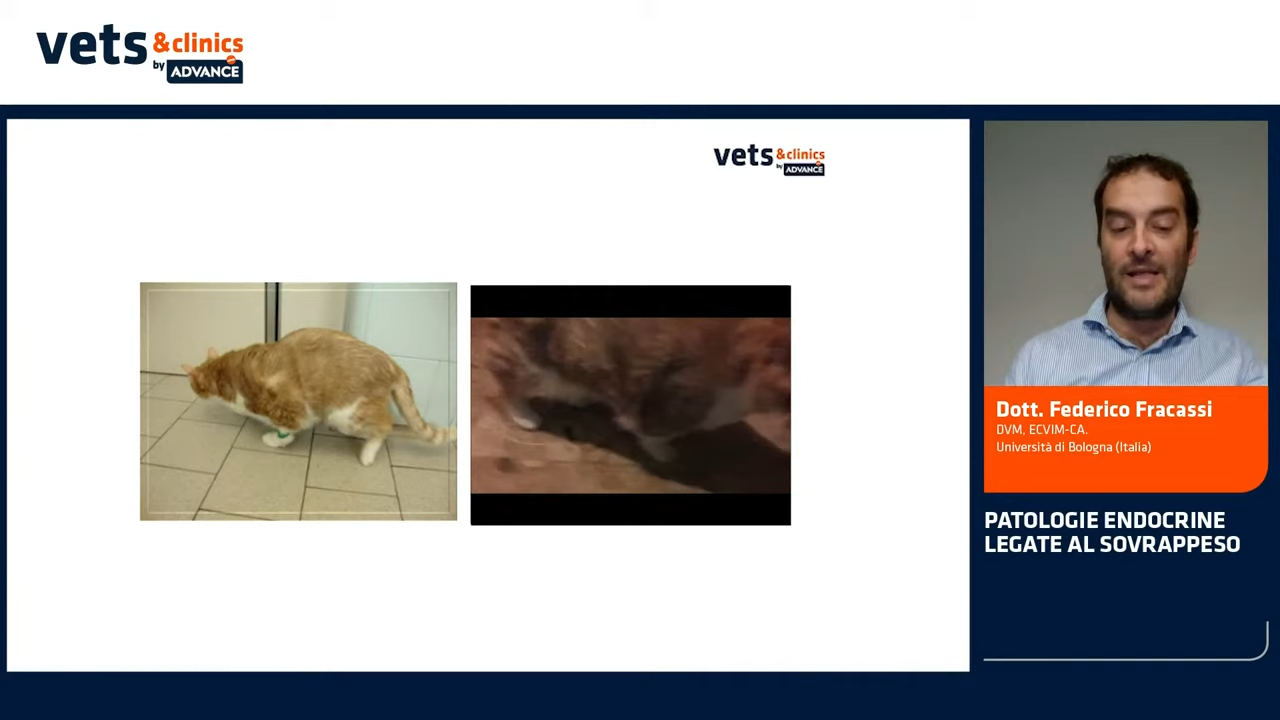 vets &clinics
by ADVANCE
vets &clinics
by ADVANCE
Dott. Federico Fracassi
DVM, ECVIM-CA.
Università di Bologna (Italia)
PATOLOGIE ENDOCRINE
LEGATE AL SOVRAPPESO